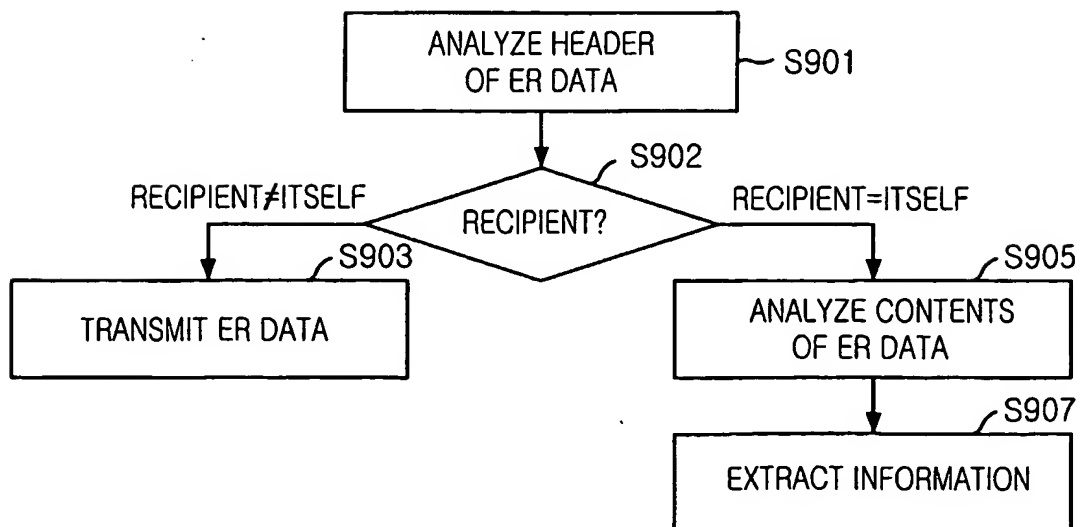 ANALYZE HEADER
OF ER DATA
S901
S902
RECIPIENT≠ITSELF
RECIPIENT?
RECIPIENT=ITSELF
S903
TRANSMIT ER DATA
S905
ANALYZE CONTENTS
OF ER DATA
S907
EXTRACT INFORMATION